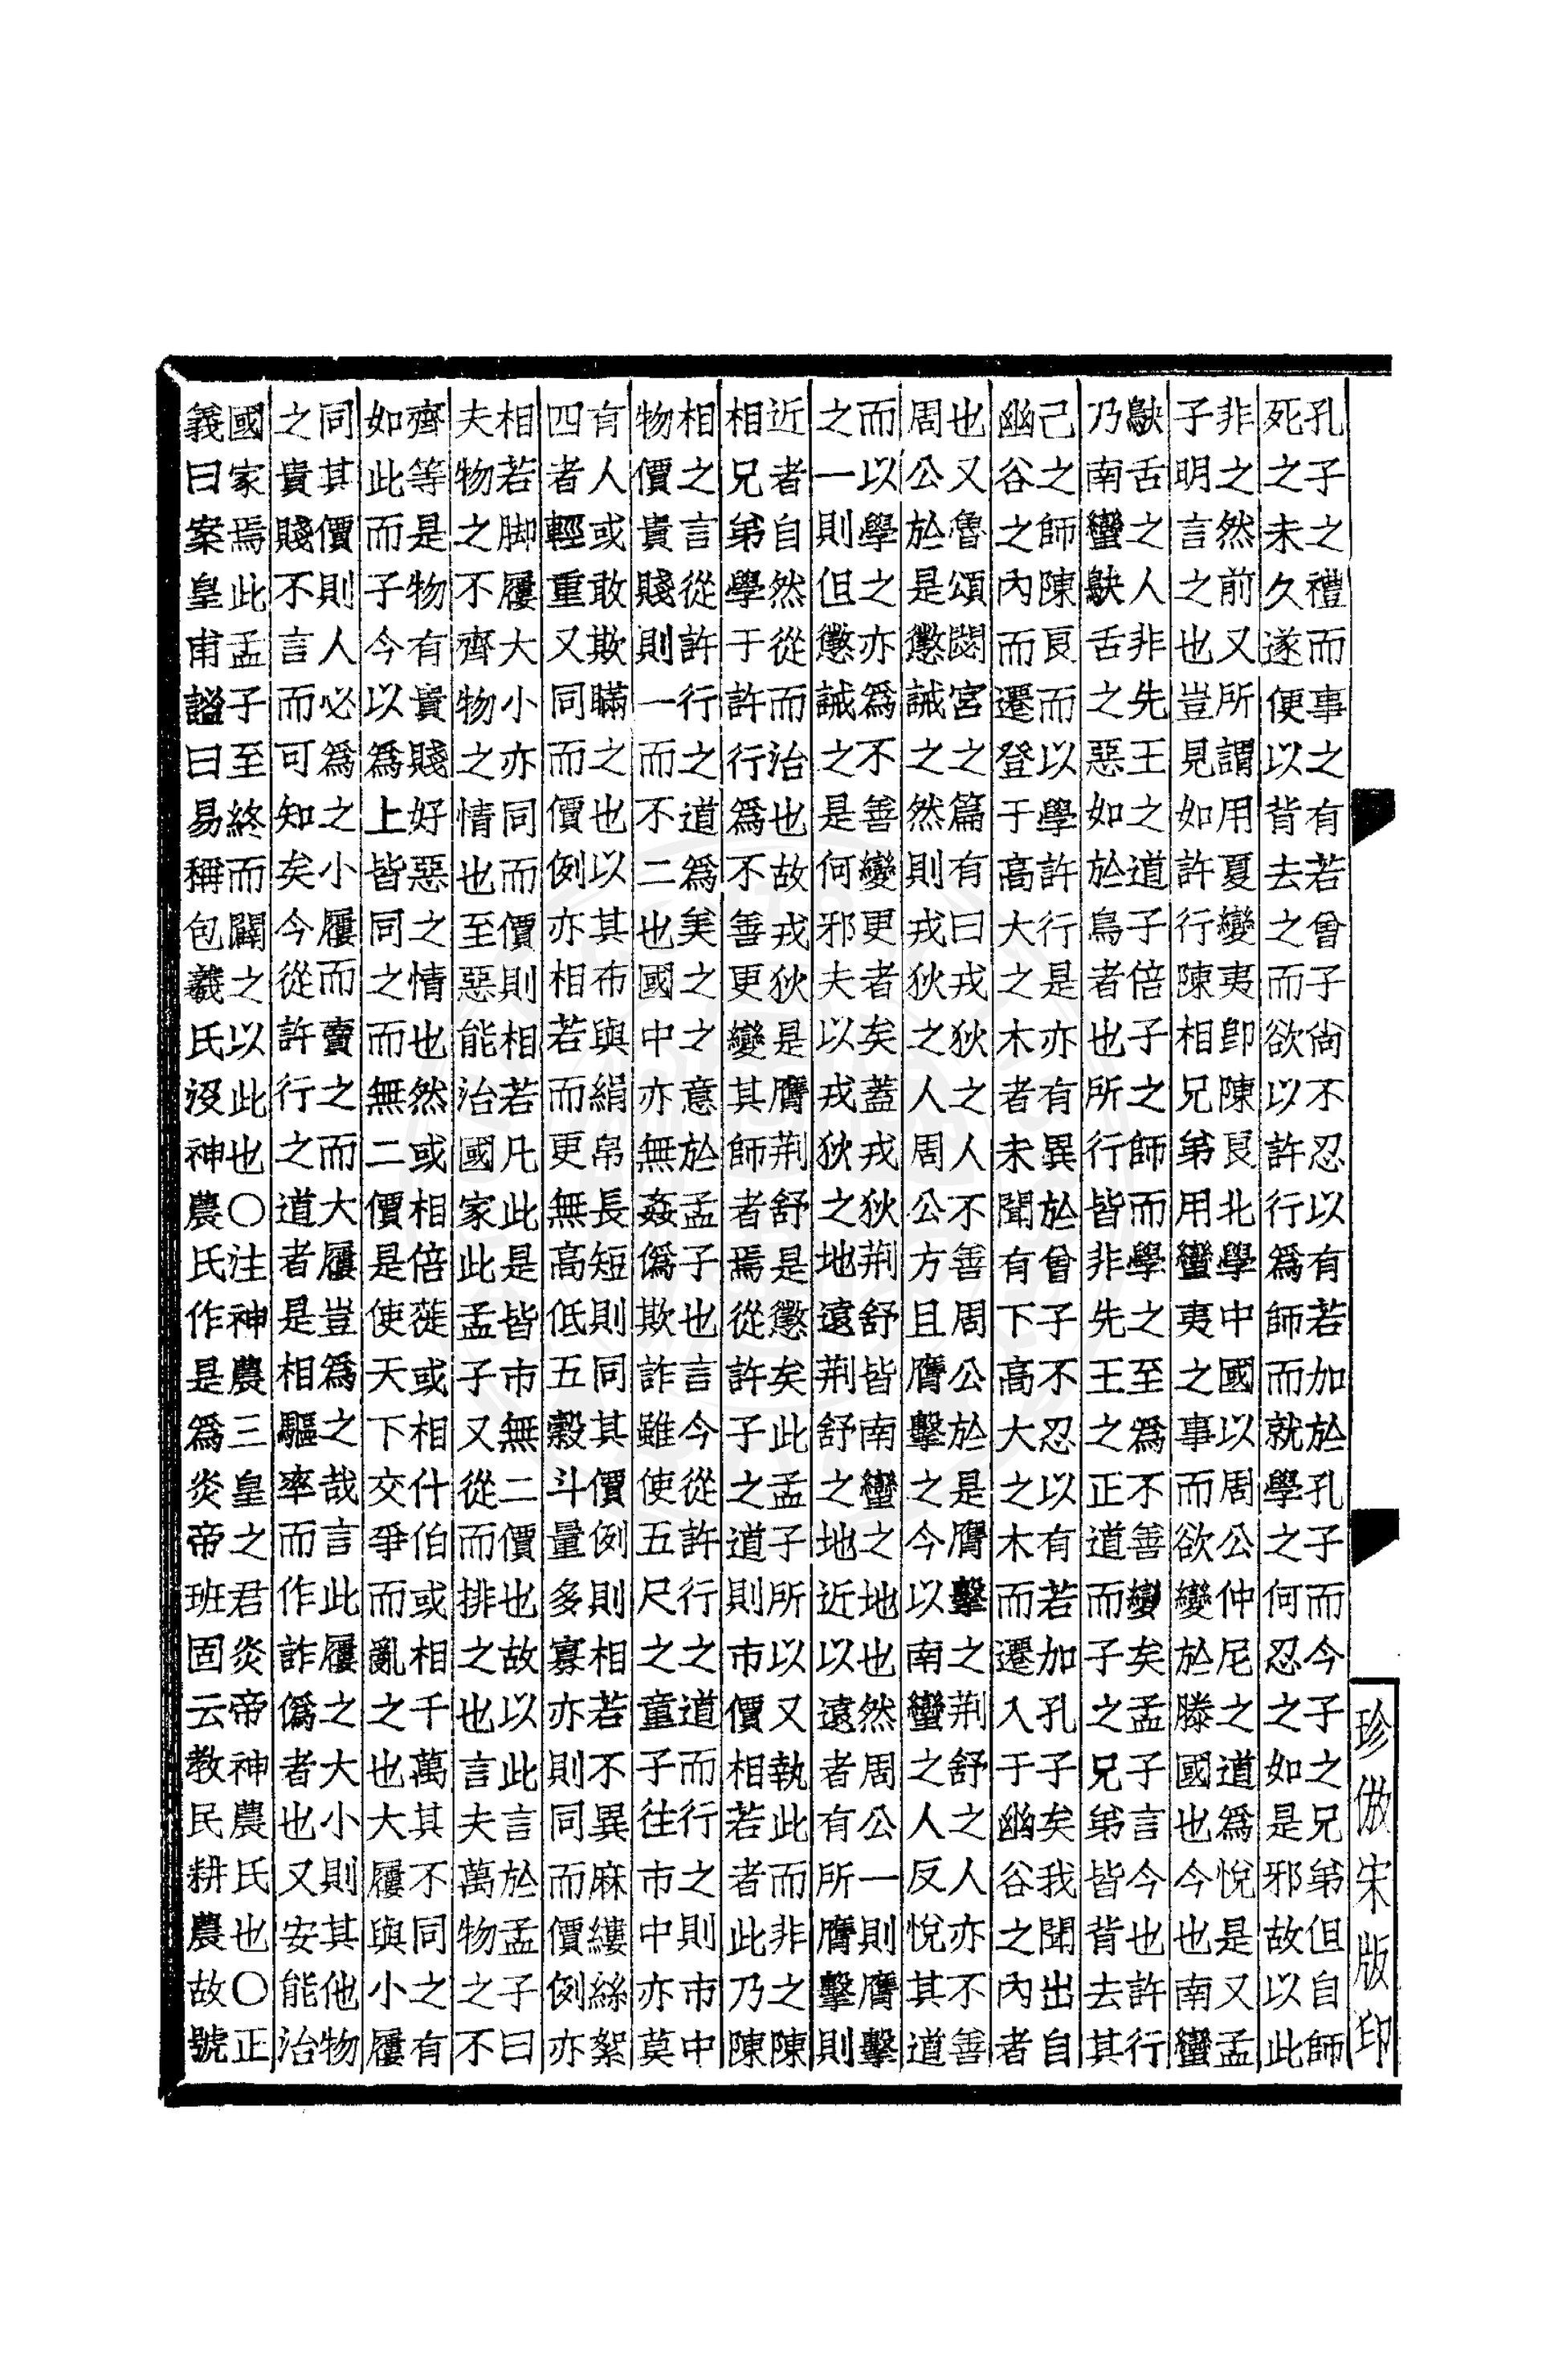 孔子之禮而事之有若曾子尙不忍以有若加於孔子而今子之兄弟但自師
死之未久遂便以背去之而欲以許行爲師而就學之何忍之如是邪故以此
非之然前又所謂用夏變夷卽陳良北學中國以周公仲尼之道爲悅是又孟
子明言之也豈見如許行陳相兄弟用蠻夷之事而欲變於滕國也今也南蠻
鴃舌之人非先王之道子倍子之師而學之至爲不善變矣孟子言今也許行
乃南蠻鴃舌之惡如於鳥者也所行皆非先王之正道而子之兄弟皆背去其
己之師陳良而以學許行是亦有異於曾子不忍以有若加孔子矣我聞出自
幽谷之內而遷登于高大之木者未聞有下高大之木而遷入于幽谷之內者
也又魯頌閟宮之篇有曰戎狄之人不善周公於是膺擊之荆舒之人亦不善
周公於是懲誡之然則戎狄之人周公方且膺擊之今以南蠻之人反悅其道
而以學之亦爲不善變更者矣蓋戎狄荆舒皆南蠻之地也然周公一則膺擊
之一則但懲誡之是何邪夫以戎狄之地遠荆舒之地近以遠者有所膺擊則
近者自然從而治也故戎狄是膺荆舒是懲矣此孟子所以又執此而非之陳
相兄弟學于許行爲不善更變其師者焉從許子之道則市價相若者此乃陳
相之言從許行之道爲美之之意於孟子也言今從許行之道而行之則市中
物價貴賤則一而不二也國中亦無姦僞欺詐雖使五尺之童子往市中亦莫
有人或敢欺瞞之也以其布與絹帛長短則同其價例則相若不異麻縷絲絮
四者輕重又同而價例亦相若而更無高低五穀斗量多寡亦則同而價例亦
相若脚屨大小亦同而價則相若凡此是皆市無二價也故以此言於孟子曰
夫物之不齊物之情也至惡能治國家此孟子又從而排之也言夫萬物之不
齊等是物有貴賤好惡之情也然或相倍蓰或相什伯或相千萬其不同之有
如此而子今以爲上皆同之而無二價是使天下交爭而亂之也大屨與小屨
同其價則人必爲之小屨而賣之而大屨豈爲之哉言此屨之大小則其他物
之貴賤不言而可知矣今從許行之道者是相驅率而作詐僞者也又安能治
國家焉此孟子至終而闢之以此也○注神農三皇之君炎帝神農氏也○正
義曰案皇甫謐曰易稱包羲氏沒神農氏作是爲炎帝班固云教民耕農故號
珍倣宋版印